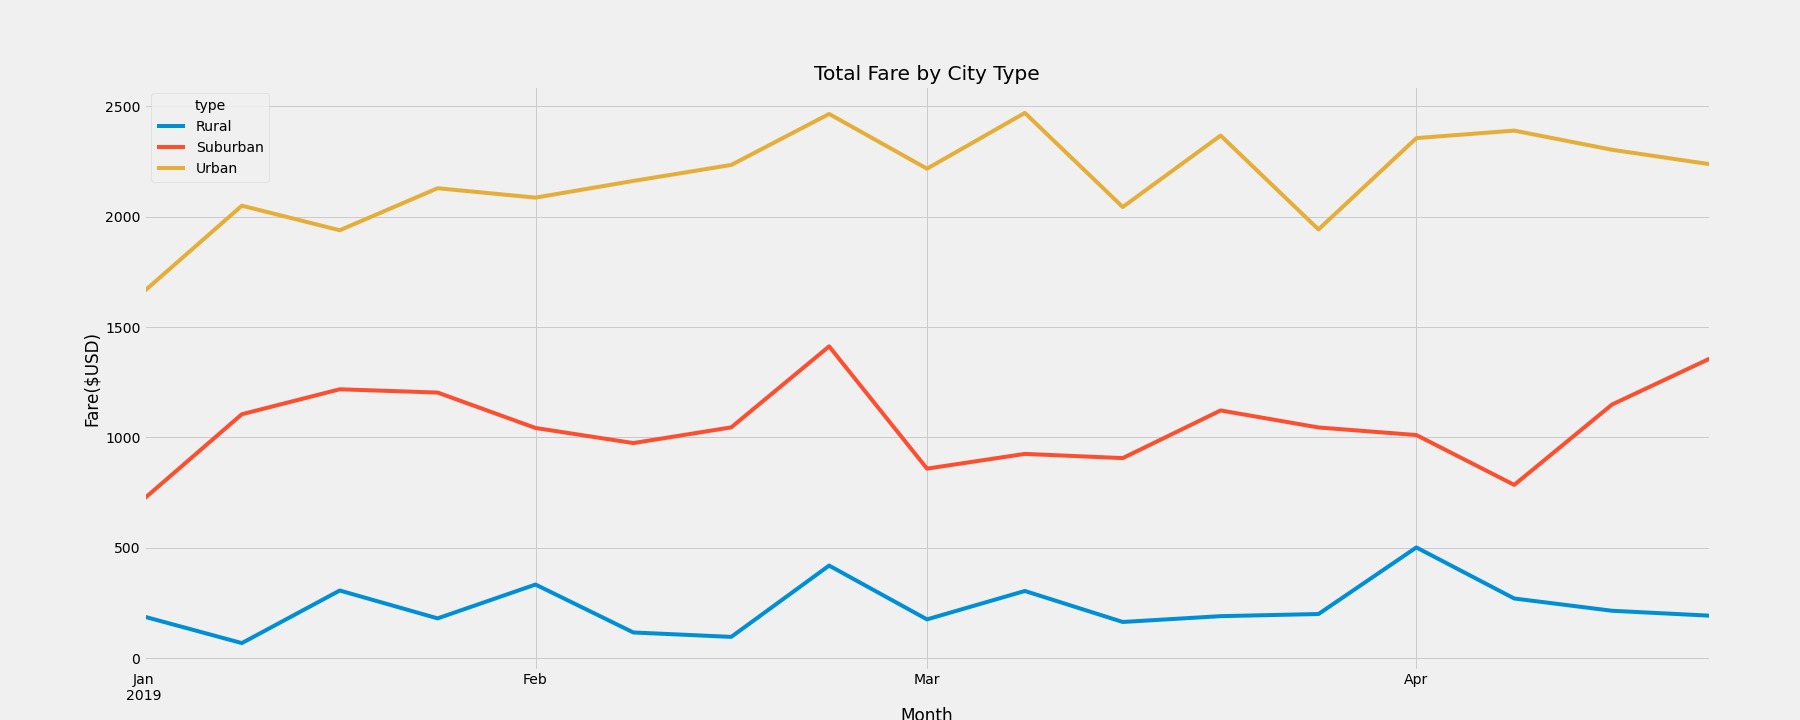 Total Fare by City Type
type
Rural
Suburban
Urban
Fare($USD)
2500
2000
1500
1000
500
0
Jan
2019
Feb
Mar
Apr
Month